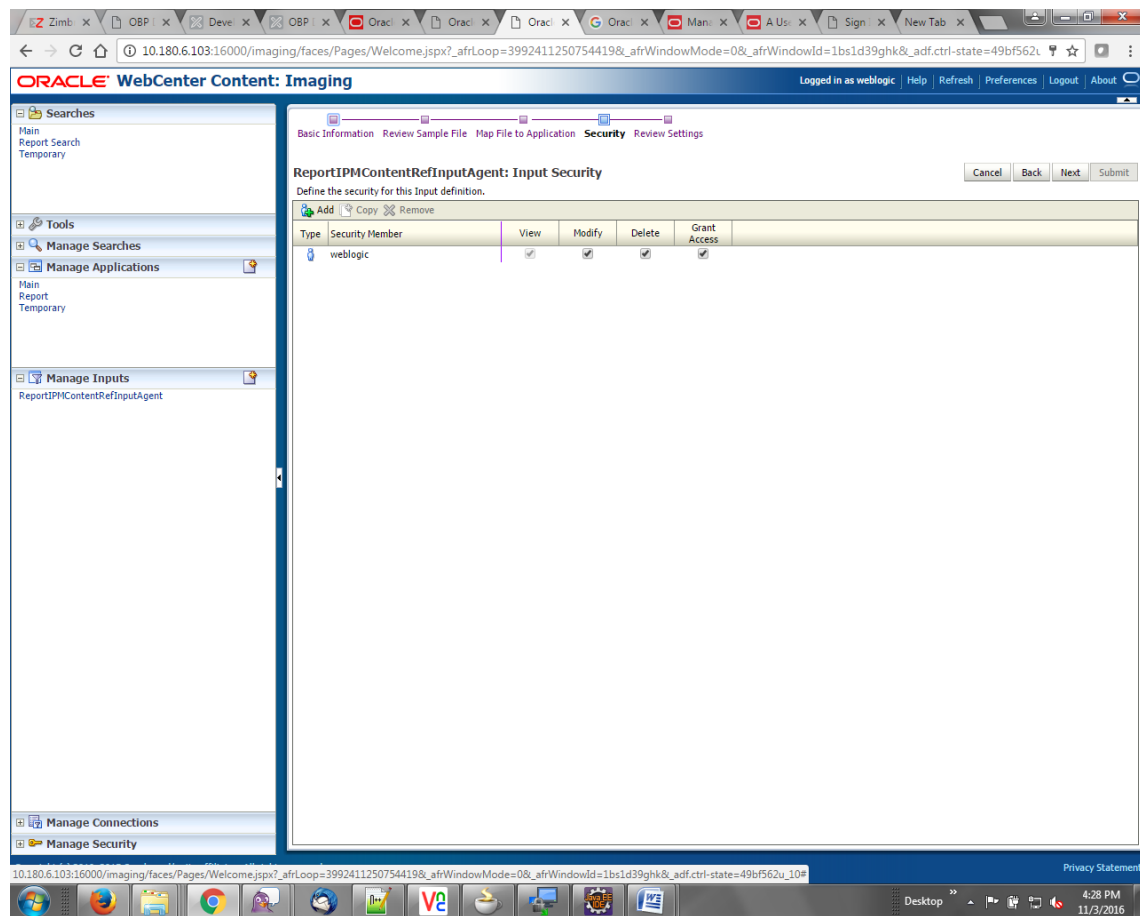 Zimb OBP Deve OBP Oracl Oracl Oracl Oracl Man A Us Sign New Tab
10.180.6.103:16000/imaging/faces/Pages/Welcome.jspx?_afrLoop=3992411250754419&_afrWindowMode=0&_afrWindowId=1bs1d39ghk&_adf.ctrl-state=49bf562u
ORACLE WebCenter Content: Imaging
Logged in as weblogic Help Refresh Preferences Logout About
Searches
Main
Report Search
Temporary
Tools
Manage Searches
Manage Applications
Main
Report
Temporary
Manage Inputs
ReportIPMContentRefInputAgent
Manage Connections
Manage Security
Basic Information Review Sample File Map File to Application Security Review Settings
ReportIPMContentRefInputAgent: Input Security
Cancel Back Next Submit
Define the security for this Input definition.
Add Copy Remove
Type Security Member View Modify Delete Grant Access
weblogic
10.180.6.103:16000/imaging/faces/Pages/Welcome.jspx?_afrLoop=3992411250754419&_afrWindowMode=0&_afrWindowId=1bs1d39ghk&_adf.ctrl-state=49bf562u_10#
Privacy Statement
Desktop
4:28 PM
11/3/2016